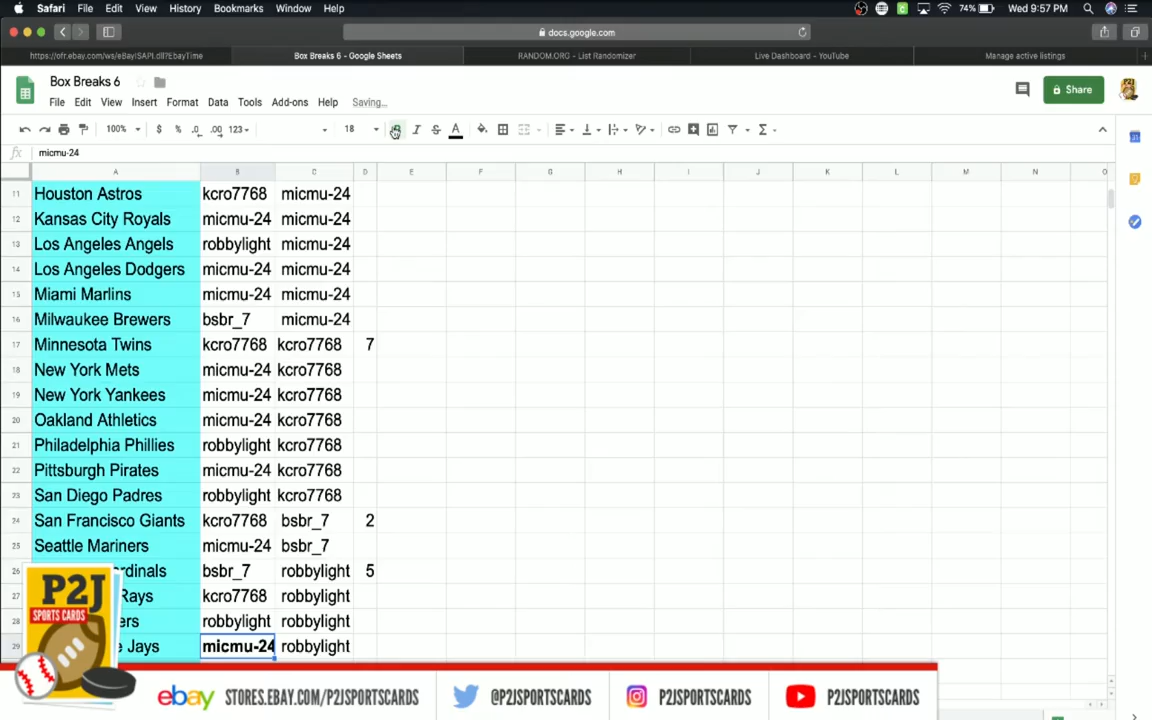 Safari File Edit View History Bookmarks Window Help 74% Wed 9:57 PM
docs.google.com
https://ofr.ebay.com/ws/eBayISAPI.dll?EbayTime Box Breaks 6 - Google Sheets RANDOM.ORG - List Randomizer Live Dashboard - YouTube Manage active listings
Box Breaks 6
File Edit View Insert Format Data Tools Add-ons Help Saving...
Share
100% $ % .0 .00 123 18
fx micmu-24
A B C D E F G H I J K L M N O
11 Houston Astros kcro7768 micmu-24
12 Kansas City Royals micmu-24 micmu-24
13 Los Angeles Angels robbylight micmu-24
14 Los Angeles Dodgers micmu-24 micmu-24
15 Miami Marlins micmu-24 micmu-24
16 Milwaukee Brewers bsbr_7 micmu-24
17 Minnesota Twins kcro7768 kcro7768 7
18 New York Mets micmu-24 kcro7768
19 New York Yankees micmu-24 kcro7768
20 Oakland Athletics micmu-24 kcro7768
21 Philadelphia Phillies robbylight kcro7768
22 Pittsburgh Pirates micmu-24 kcro7768
23 San Diego Padres robbylight kcro7768
24 San Francisco Giants kcro7768 bsbr_7 2
25 Seattle Mariners micmu-24 bsbr_7
26 rdinals bsbr_7 robbylight 5
27 Rays kcro7768 robbylight
28 ers robbylight robbylight
29 e Jays micmu-24 robbylight
P2J
SPORTS CARDS
ebay STORES.EBAY.COM/P2JSPORTSCARDS @P2JSPORTSCARDS P2JSPORTSCARDS P2JSPORTSCARDS